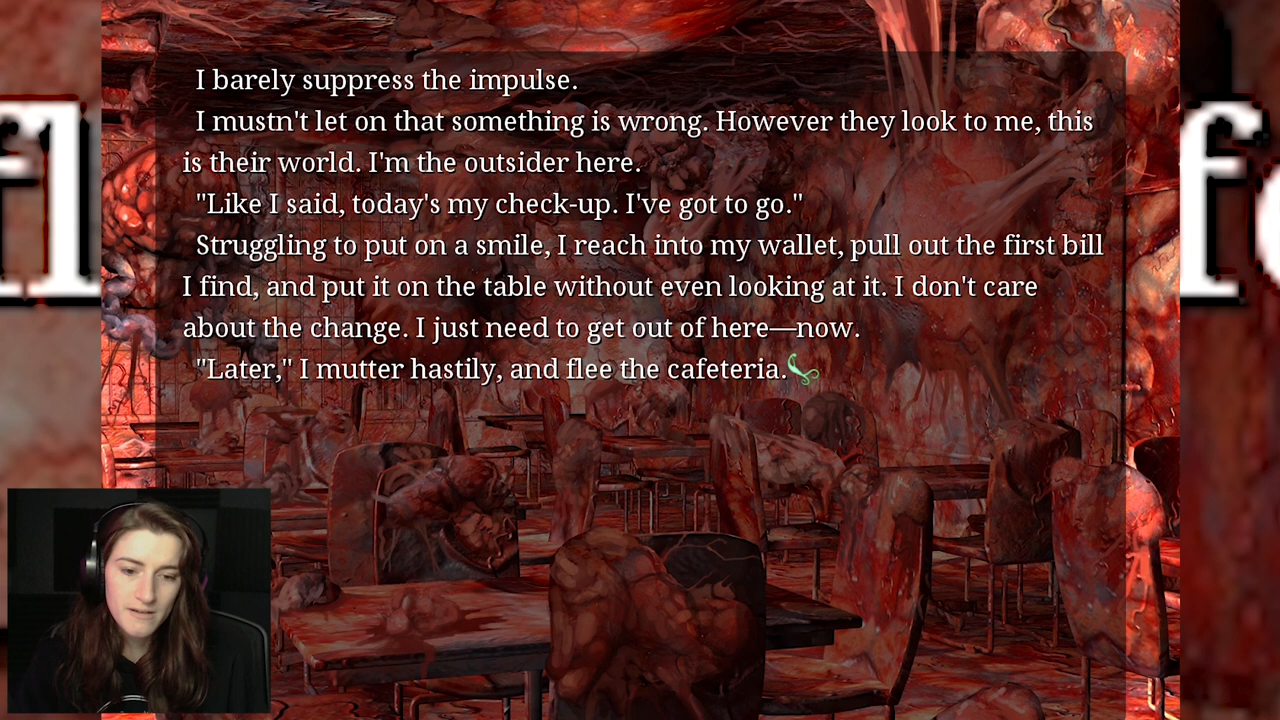 I barely suppress the impulse.
I mustn't let on that something is wrong. However they look to me, this
is their world. I'm the outsider here.
"Like I said, today's my check-up. I've got to go."
Struggling to put on a smile, I reach into my wallet, pull out the first bill
I find, and put it on the table without even looking at it. I don't care
about the change. I just need to get out of here—now.
"Later," I mutter hastily, and flee the cafeteria.